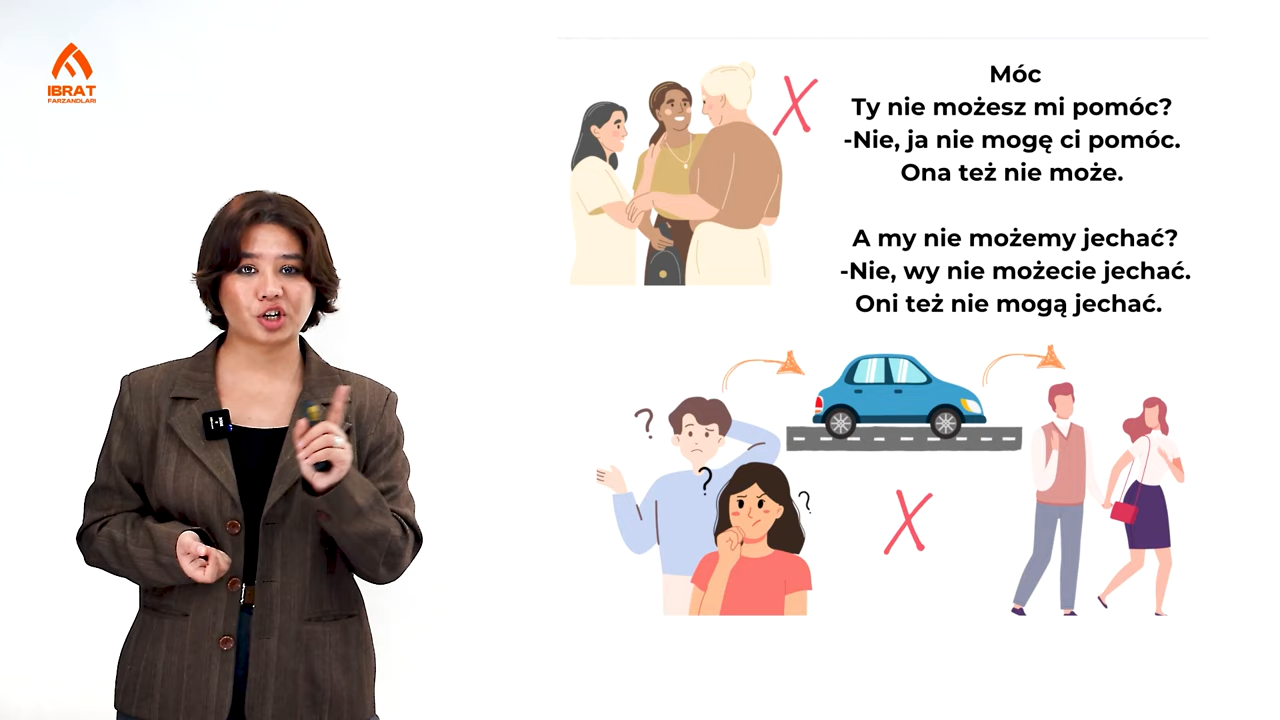 IBRAT
FARZANDLARI
Móc
Ty nie możesz mi pomóc?
-Nie, ja nie mogę ci pomóc.
Ona też nie może.
A my nie możemy jechać?
-Nie, wy nie możecie jechać.
Oni też nie mogą jechać.
? ? ?